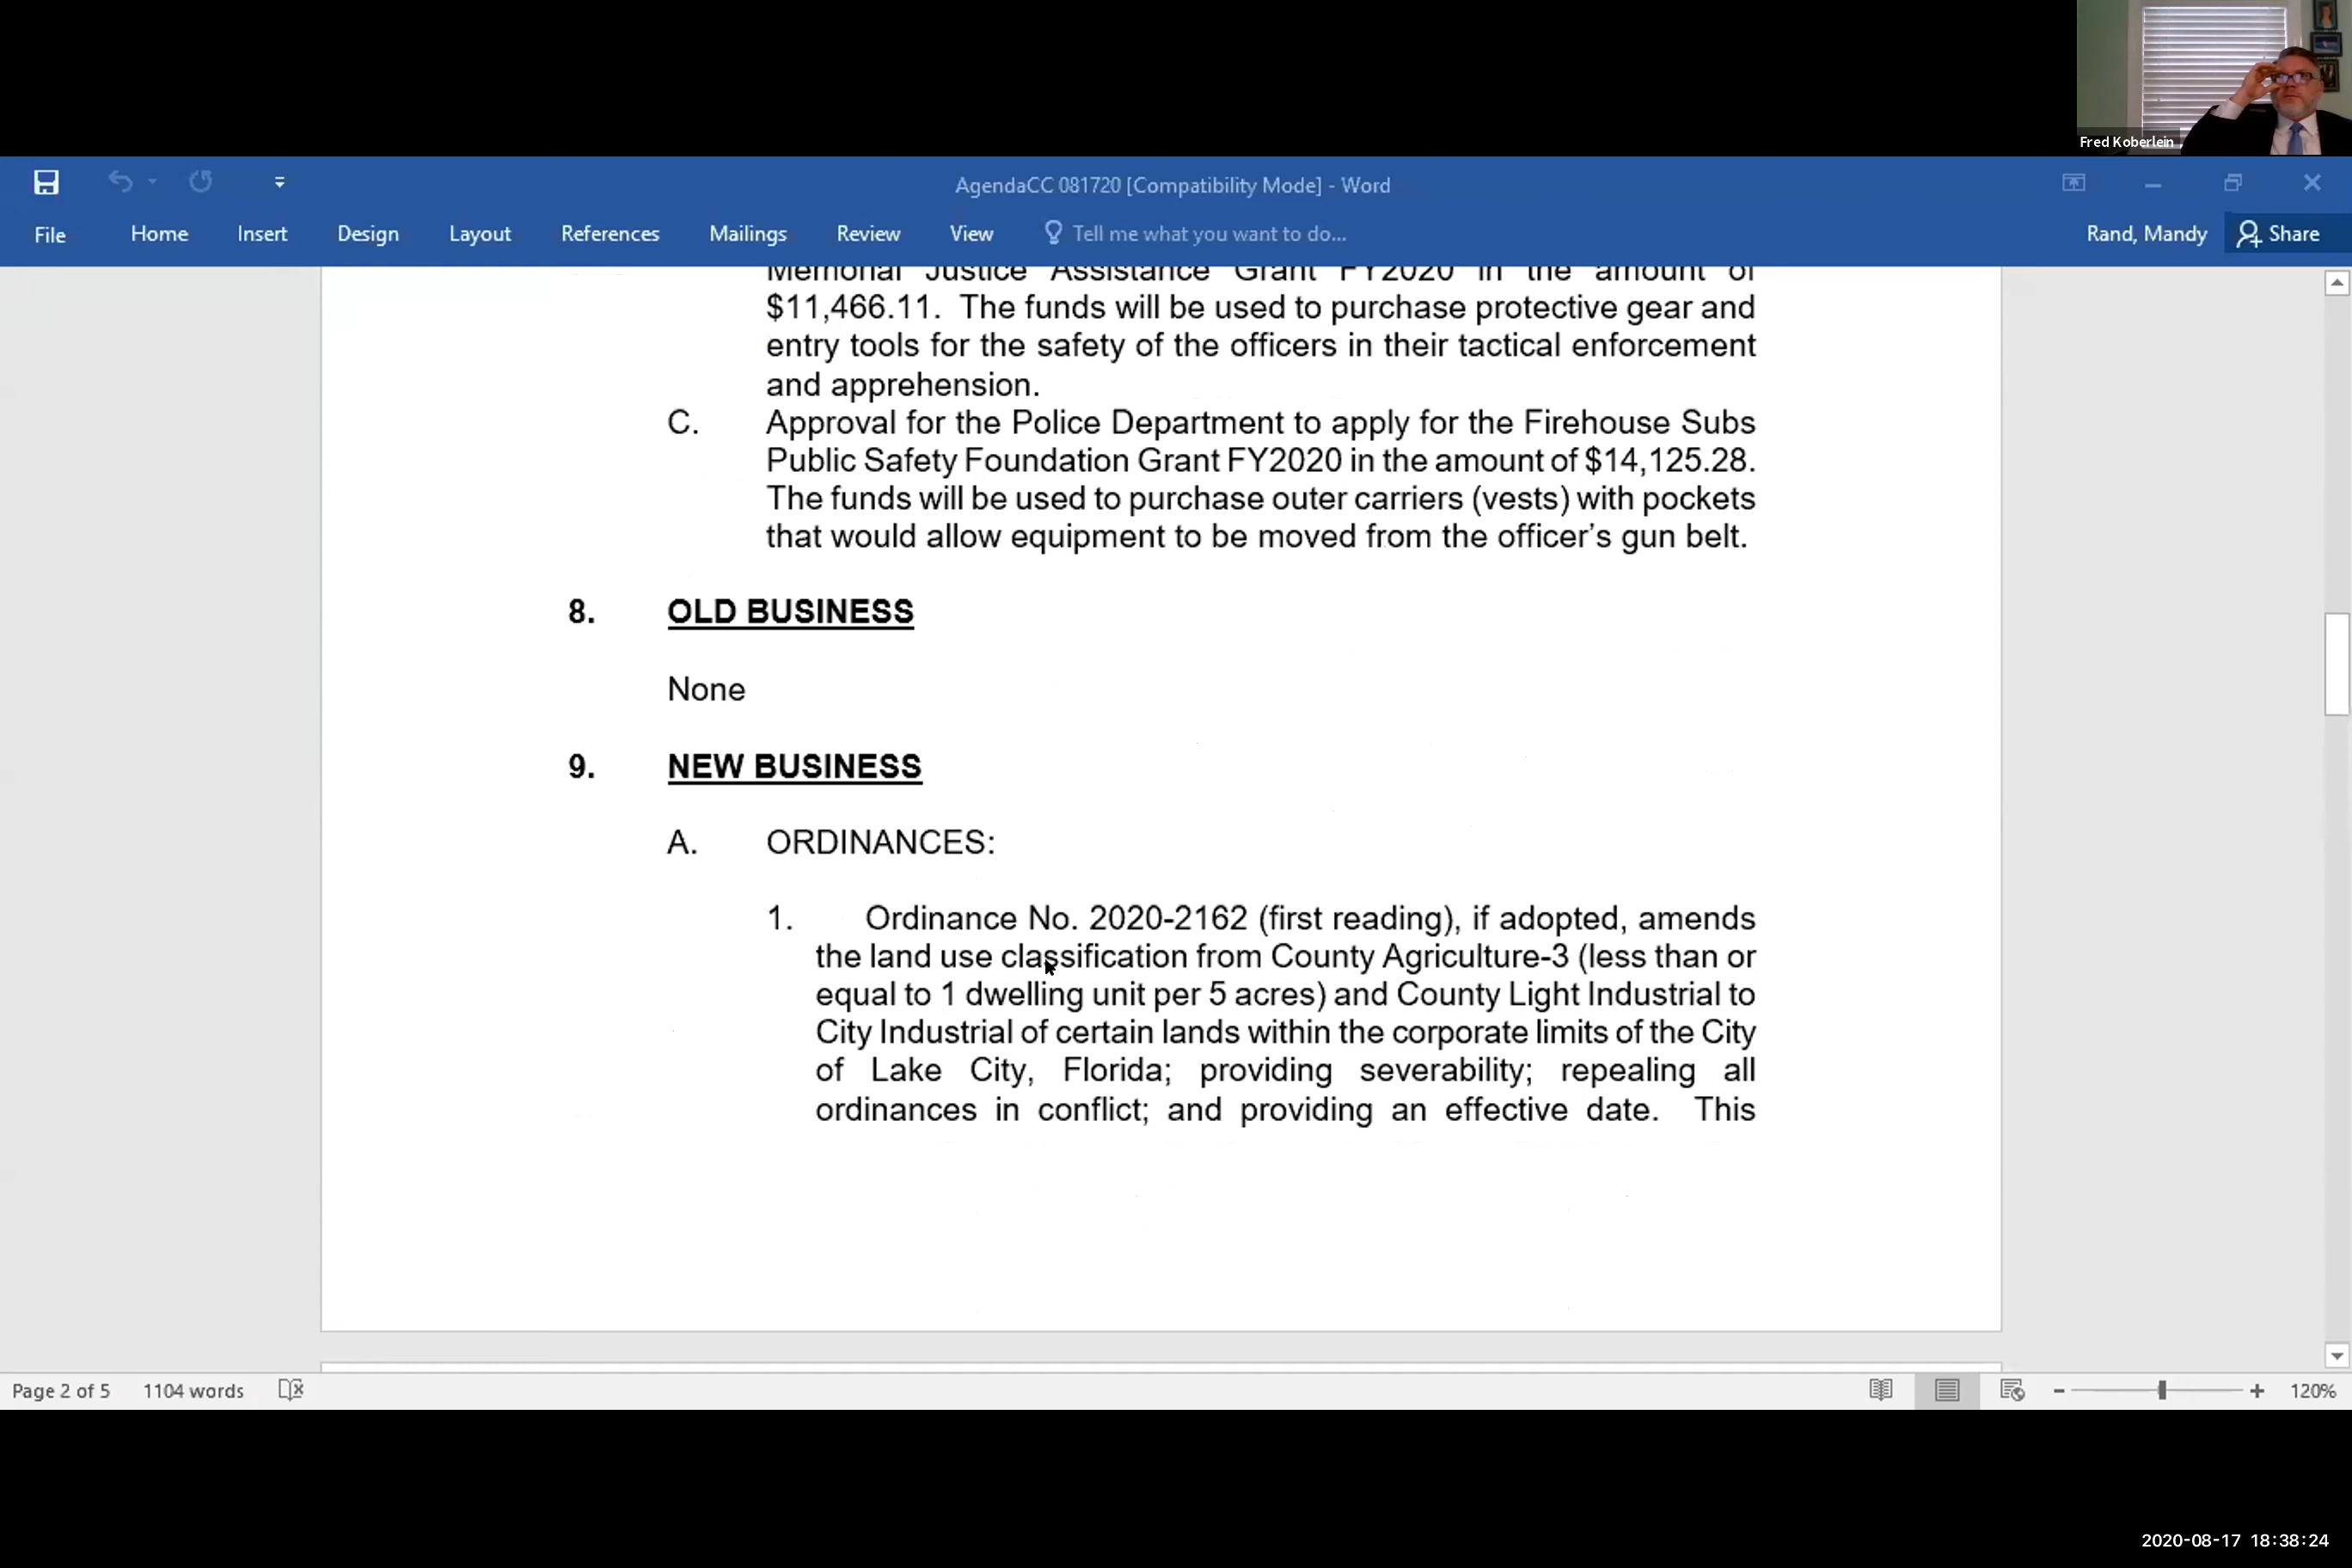 Fred Koberlein
AgendaCC 081720 [Compatibility Mode] - Word
File Home Insert Design Layout References Mailings Review View Tell me what you want to do... Rand, Mandy Share
Memorial Justice Assistance Grant FY2020 in the amount of
$11,466.11. The funds will be used to purchase protective gear and
entry tools for the safety of the officers in their tactical enforcement
and apprehension.
C. Approval for the Police Department to apply for the Firehouse Subs
Public Safety Foundation Grant FY2020 in the amount of $14,125.28.
The funds will be used to purchase outer carriers (vests) with pockets
that would allow equipment to be moved from the officer’s gun belt.
8. OLD BUSINESS
None
9. NEW BUSINESS
A. ORDINANCES:
1. Ordinance No. 2020-2162 (first reading), if adopted, amends
the land use classification from County Agriculture-3 (less than or
equal to 1 dwelling unit per 5 acres) and County Light Industrial to
City Industrial of certain lands within the corporate limits of the City
of Lake City, Florida; providing severability; repealing all
ordinances in conflict; and providing an effective date. This
Page 2 of 5 1104 words 120%
2020-08-17 18:38:24